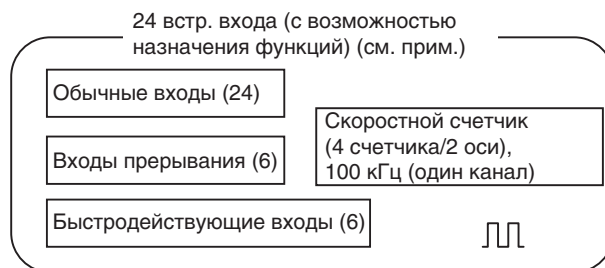 24 встр. входа (с возможностью
назначения функций) (см. прим.)
Обычные входы (24)
Входы прерывания (6)
Быстродействующие входы (6)
Скоростной счетчик
(4 счетчика/2 оси),
100 кГц (один канал)